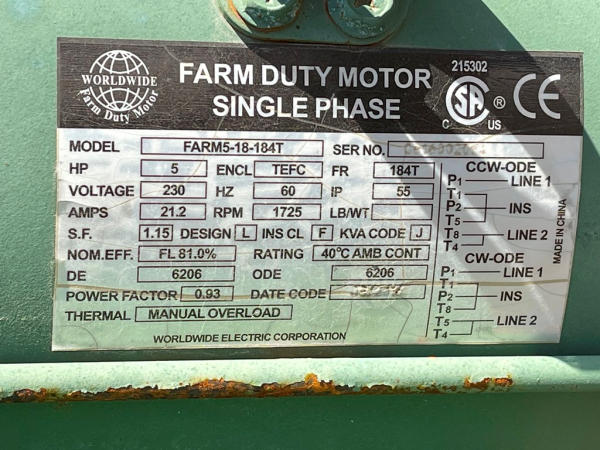 WORLDWIDE
Farm Duty Motor
FARM DUTY MOTOR
SINGLE PHASE
215302
SA ® CE
C US
MODEL FARM5-18-184T SER NO.
HP 5 ENCL TEFC FR 184T
VOLTAGE 230 HZ 60 IP 55
AMPS 21.2 RPM 1725 LB/WT
S.F. 1.15 DESIGN L INS CL F KVA CODE J
NOM.EFF. FL 81.0% RATING 40°C AMB CONT
DE 6206 ODE 6206
POWER FACTOR 0.93 DATE CODE
THERMAL MANUAL OVERLOAD
WORLDWIDE ELECTRIC CORPORATION
CCW-ODE
P1 LINE 1
T1
P2 INS
T5
T8 LINE 2
T4
CW-ODE
P1 LINE 1
T1
P2 INS
T8
T5 LINE 2
T4
MADE IN CHINA